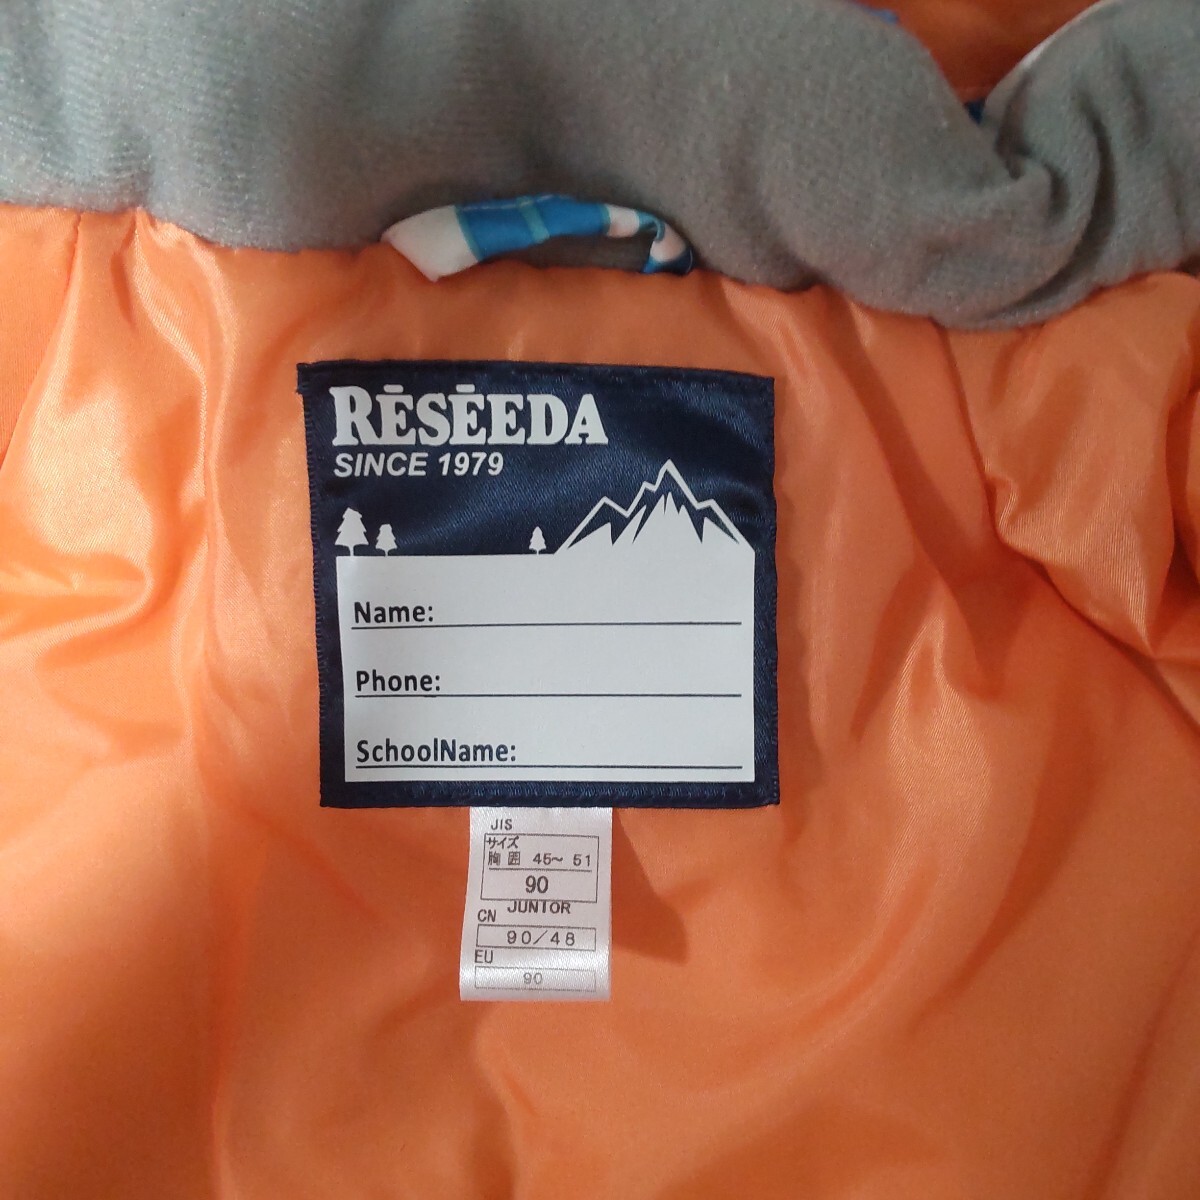 RĒSĒEDA
SINCE 1979
Name:
Phone:
SchoolName:
JIS
サイズ
胸囲 45～51
90
JUNIOR
CN
90/48
EU
90